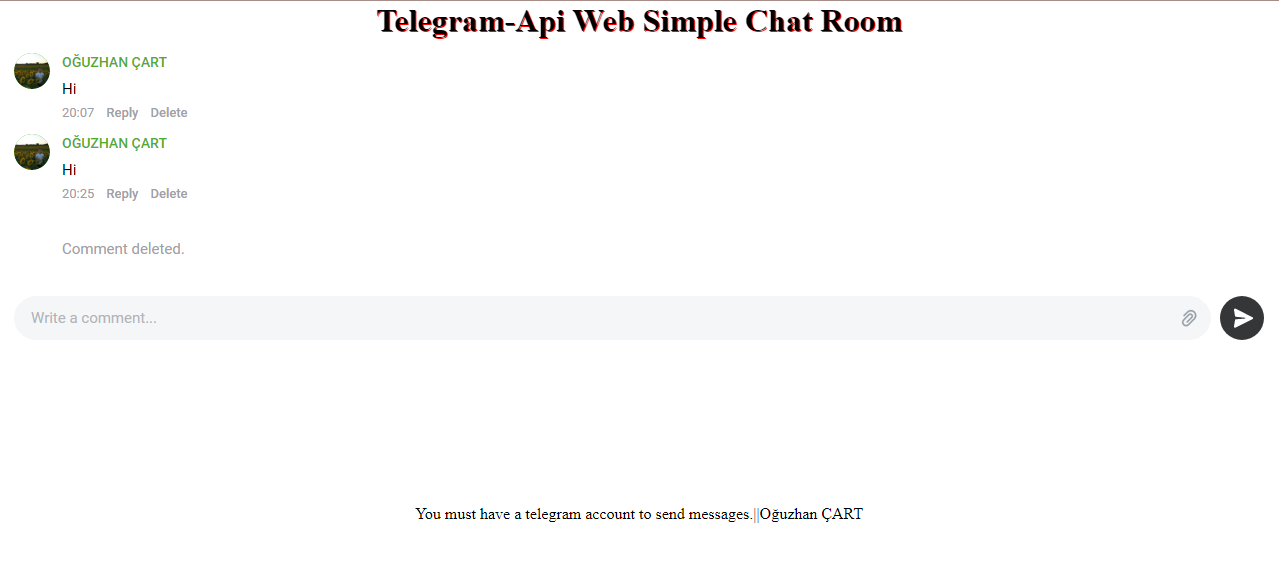 Telegram-Api Web Simple Chat Room
OĞUZHAN ÇART
Hi
20:07 Reply Delete
OĞUZHAN ÇART
Hi
20:25 Reply Delete
Comment deleted.
Write a comment...
You must have a telegram account to send messages.||Oğuzhan ÇART